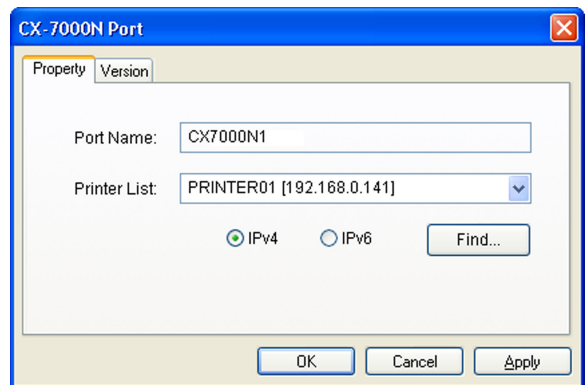 CX-7000N Port
Property Version
Port Name: CX7000N1
Printer List: PRINTER01 [192.168.0.141]
IPv4 IPv6 Find...
OK Cancel Apply